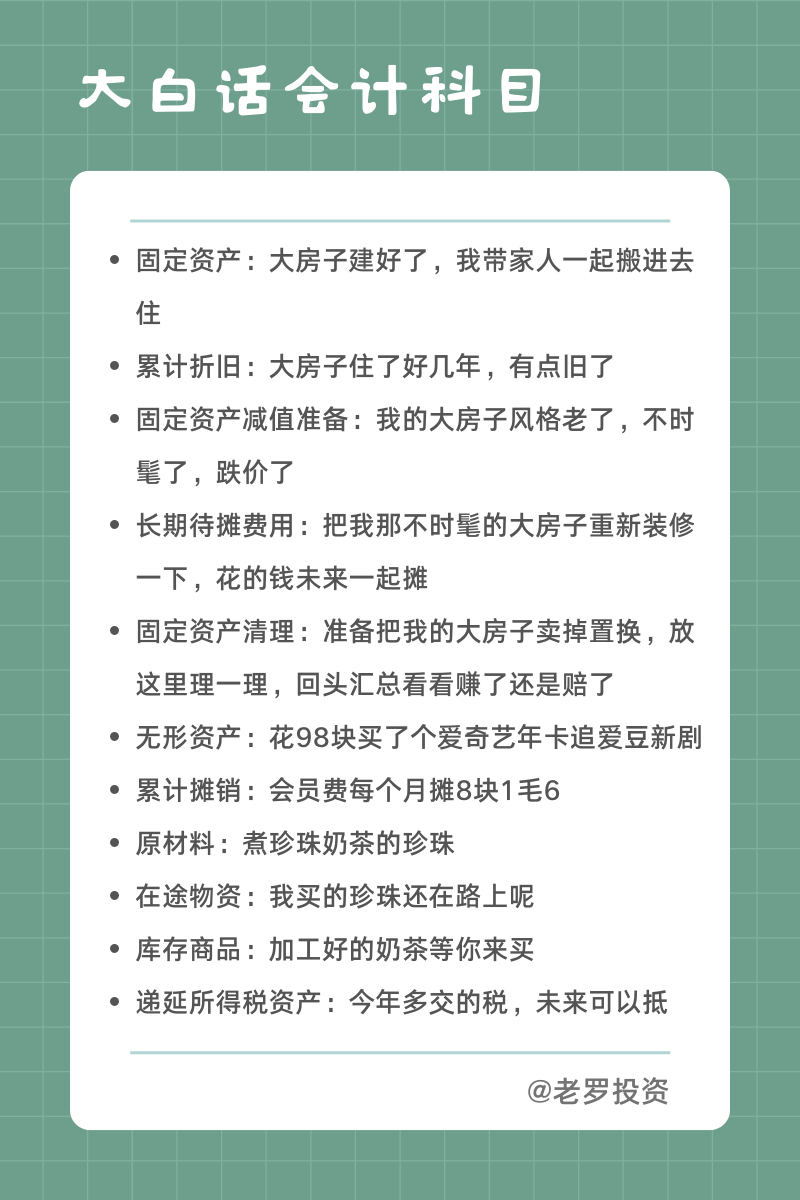 大白话会计科目
• 固定资产：大房子建好了，我带家人一起搬进去
住
• 累计折旧：大房子住了好几年，有点旧了
• 固定资产减值准备：我的大房子风格老了，不时
髦了，跌价了
• 长期待摊费用：把我那不时髦的大房子重新装修
一下，花的钱未来一起摊
• 固定资产清理：准备把我的大房子卖掉置换，放
这里理一理，回头汇总看看赚了还是赔了
• 无形资产：花98块买了个爱奇艺年卡追爱豆新剧
• 累计摊销：会员费每个月摊8块1毛6
• 原材料：煮珍珠奶茶的珍珠
• 在途物资：我买的珍珠还在路上呢
• 库存商品：加工好的奶茶等你来买
• 递延所得税资产：今年多交的税，未来可以抵
@老罗投资